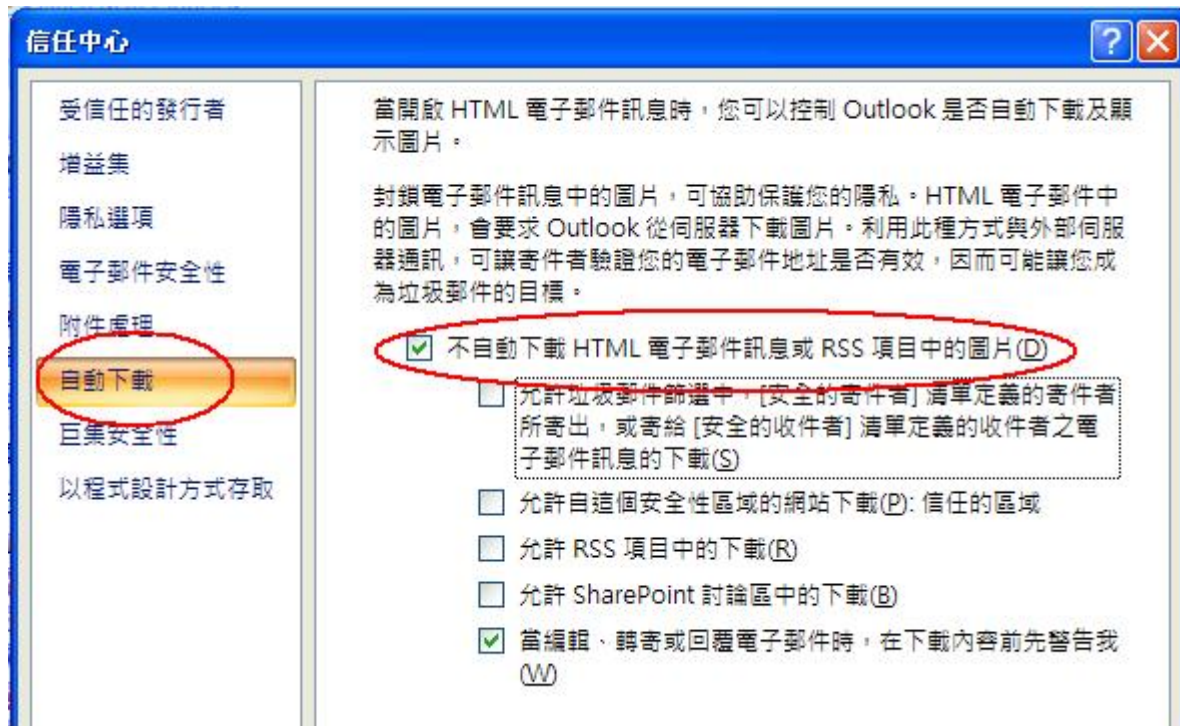 信任中心
受信任的發行者
增益集
隱私選項
電子郵件安全性
附件處理
自動下載
巨集安全性
以程式設計方式存取
當開啟 HTML 電子郵件訊息時，您可以控制 Outlook 是否自動下載及顯
示圖片。
封鎖電子郵件訊息中的圖片，可協助保護您的隱私。HTML 電子郵件中
的圖片，會要求 Outlook 從伺服器下載圖片。利用此種方式與外部伺服
器通訊，可讓寄件者驗證您的電子郵件地址是否有效，因而可能讓您成
為垃圾郵件的目標。
不自動下載 HTML 電子郵件訊息或 RSS 項目中的圖片(D)
允許垃圾郵件篩選中，[安全的寄件者] 清單定義的寄件者
所寄出，或寄給 [安全的收件者] 清單定義的收件者之電
子郵件訊息的下載(S)
允許自這個安全性區域的網站下載(P): 信任的區域
允許 RSS 項目中的下載(R)
允許 SharePoint 討論區中的下載(B)
當編輯、轉寄或回覆電子郵件時，在下載內容前先警告我
(W)